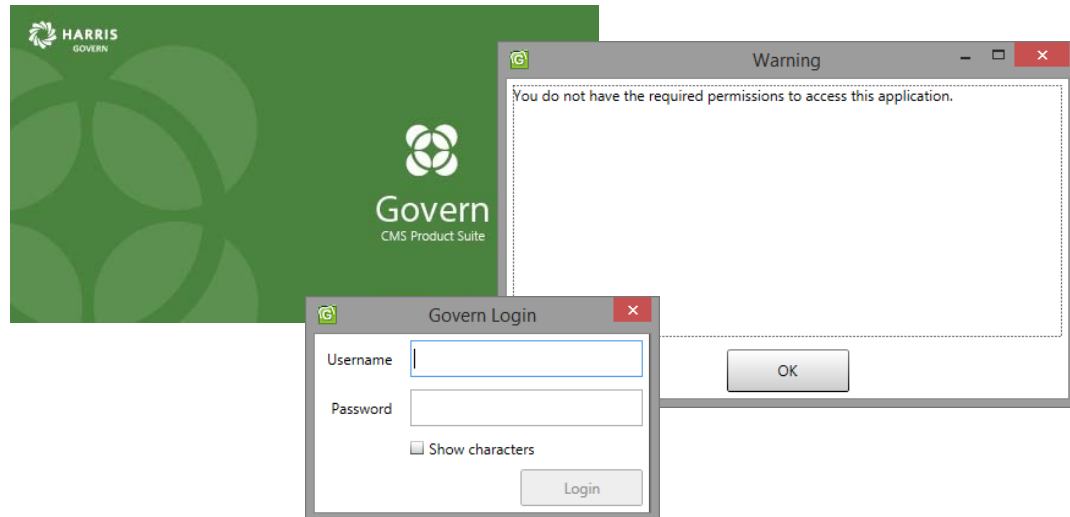 HARRIS
GOVERN
Govern
CMS Product Suite
Warning
You do not have the required permissions to access this application.
OK
Govern Login
Username
Password
Show characters
Login